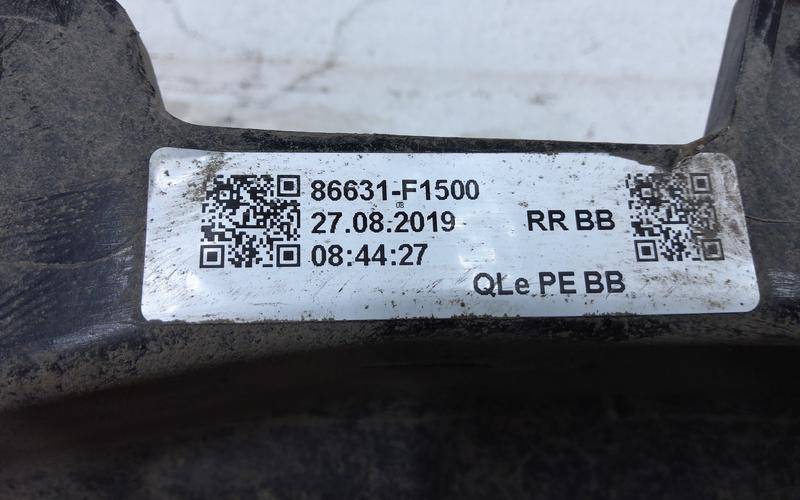 86631-F1500
27.08.2019 RR BB
08:44:27
QLe PE BB